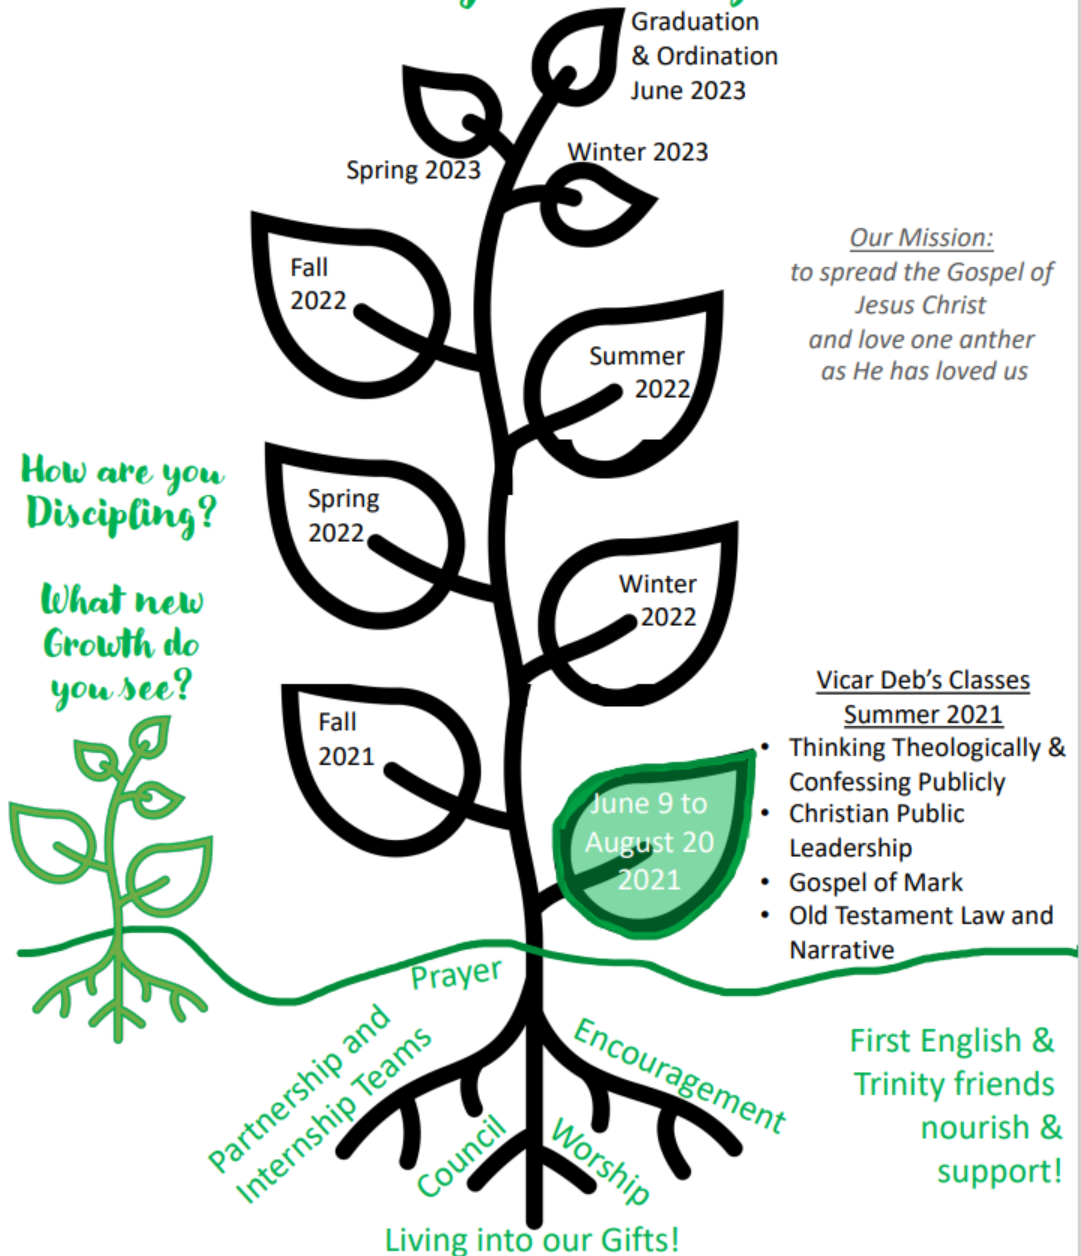 Graduation
& Ordination
June 2023
Spring 2023
Winter 2023
Fall
2022
Our Mission:
to spread the Gospel of
Jesus Christ
and love one anther
as He has loved us
Summer
2022
How are you
Discipling?
Spring
2022
What new
Growth do
you see?
Winter
2022
Fall
2021
Vicar Deb's Classes
Summer 2021
• Thinking Theologically &
Confessing Publicly
• Christian Public
Leadership
• Gospel of Mark
• Old Testament Law and
Narrative
June 9 to
August 20
2021
Prayer
Partnership and
Internship Teams
Council
Worship
Encouragement
First English &
Trinity friends
nourish &
support!
Living into our Gifts!